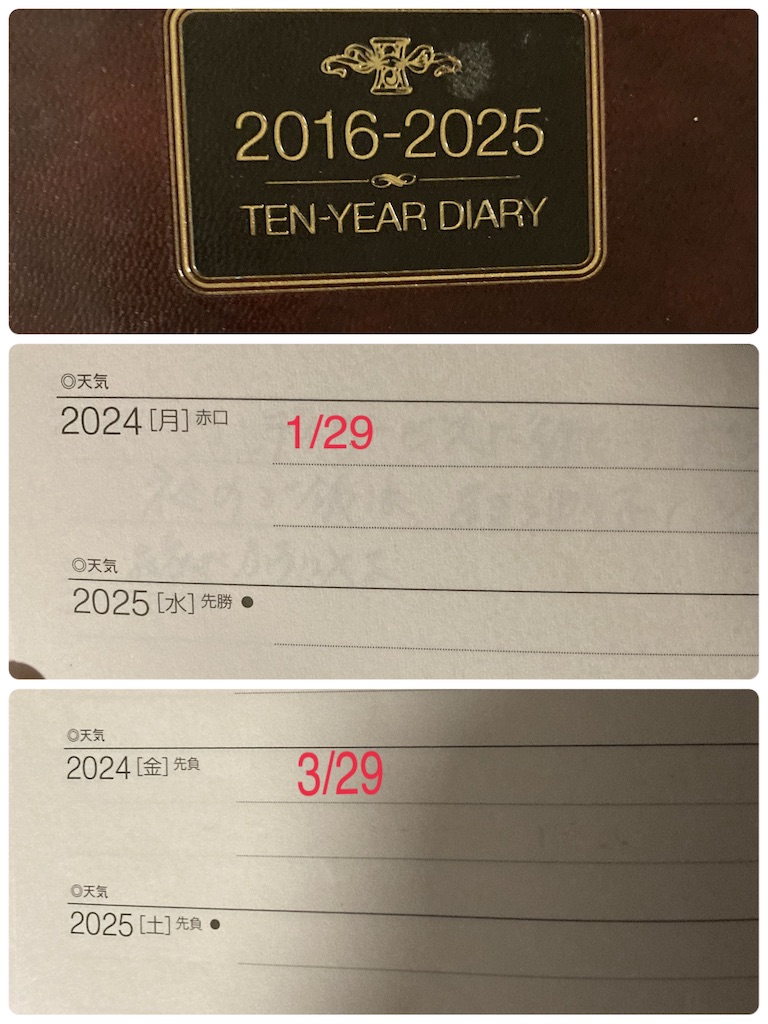 2016-2025
TEN-YEAR DIARY
◎天気
2024[月]赤口 1/29
◎天気
2025[水]先勝●
◎天気
2024[金]先負 3/29
◎天気
2025[土]先負●